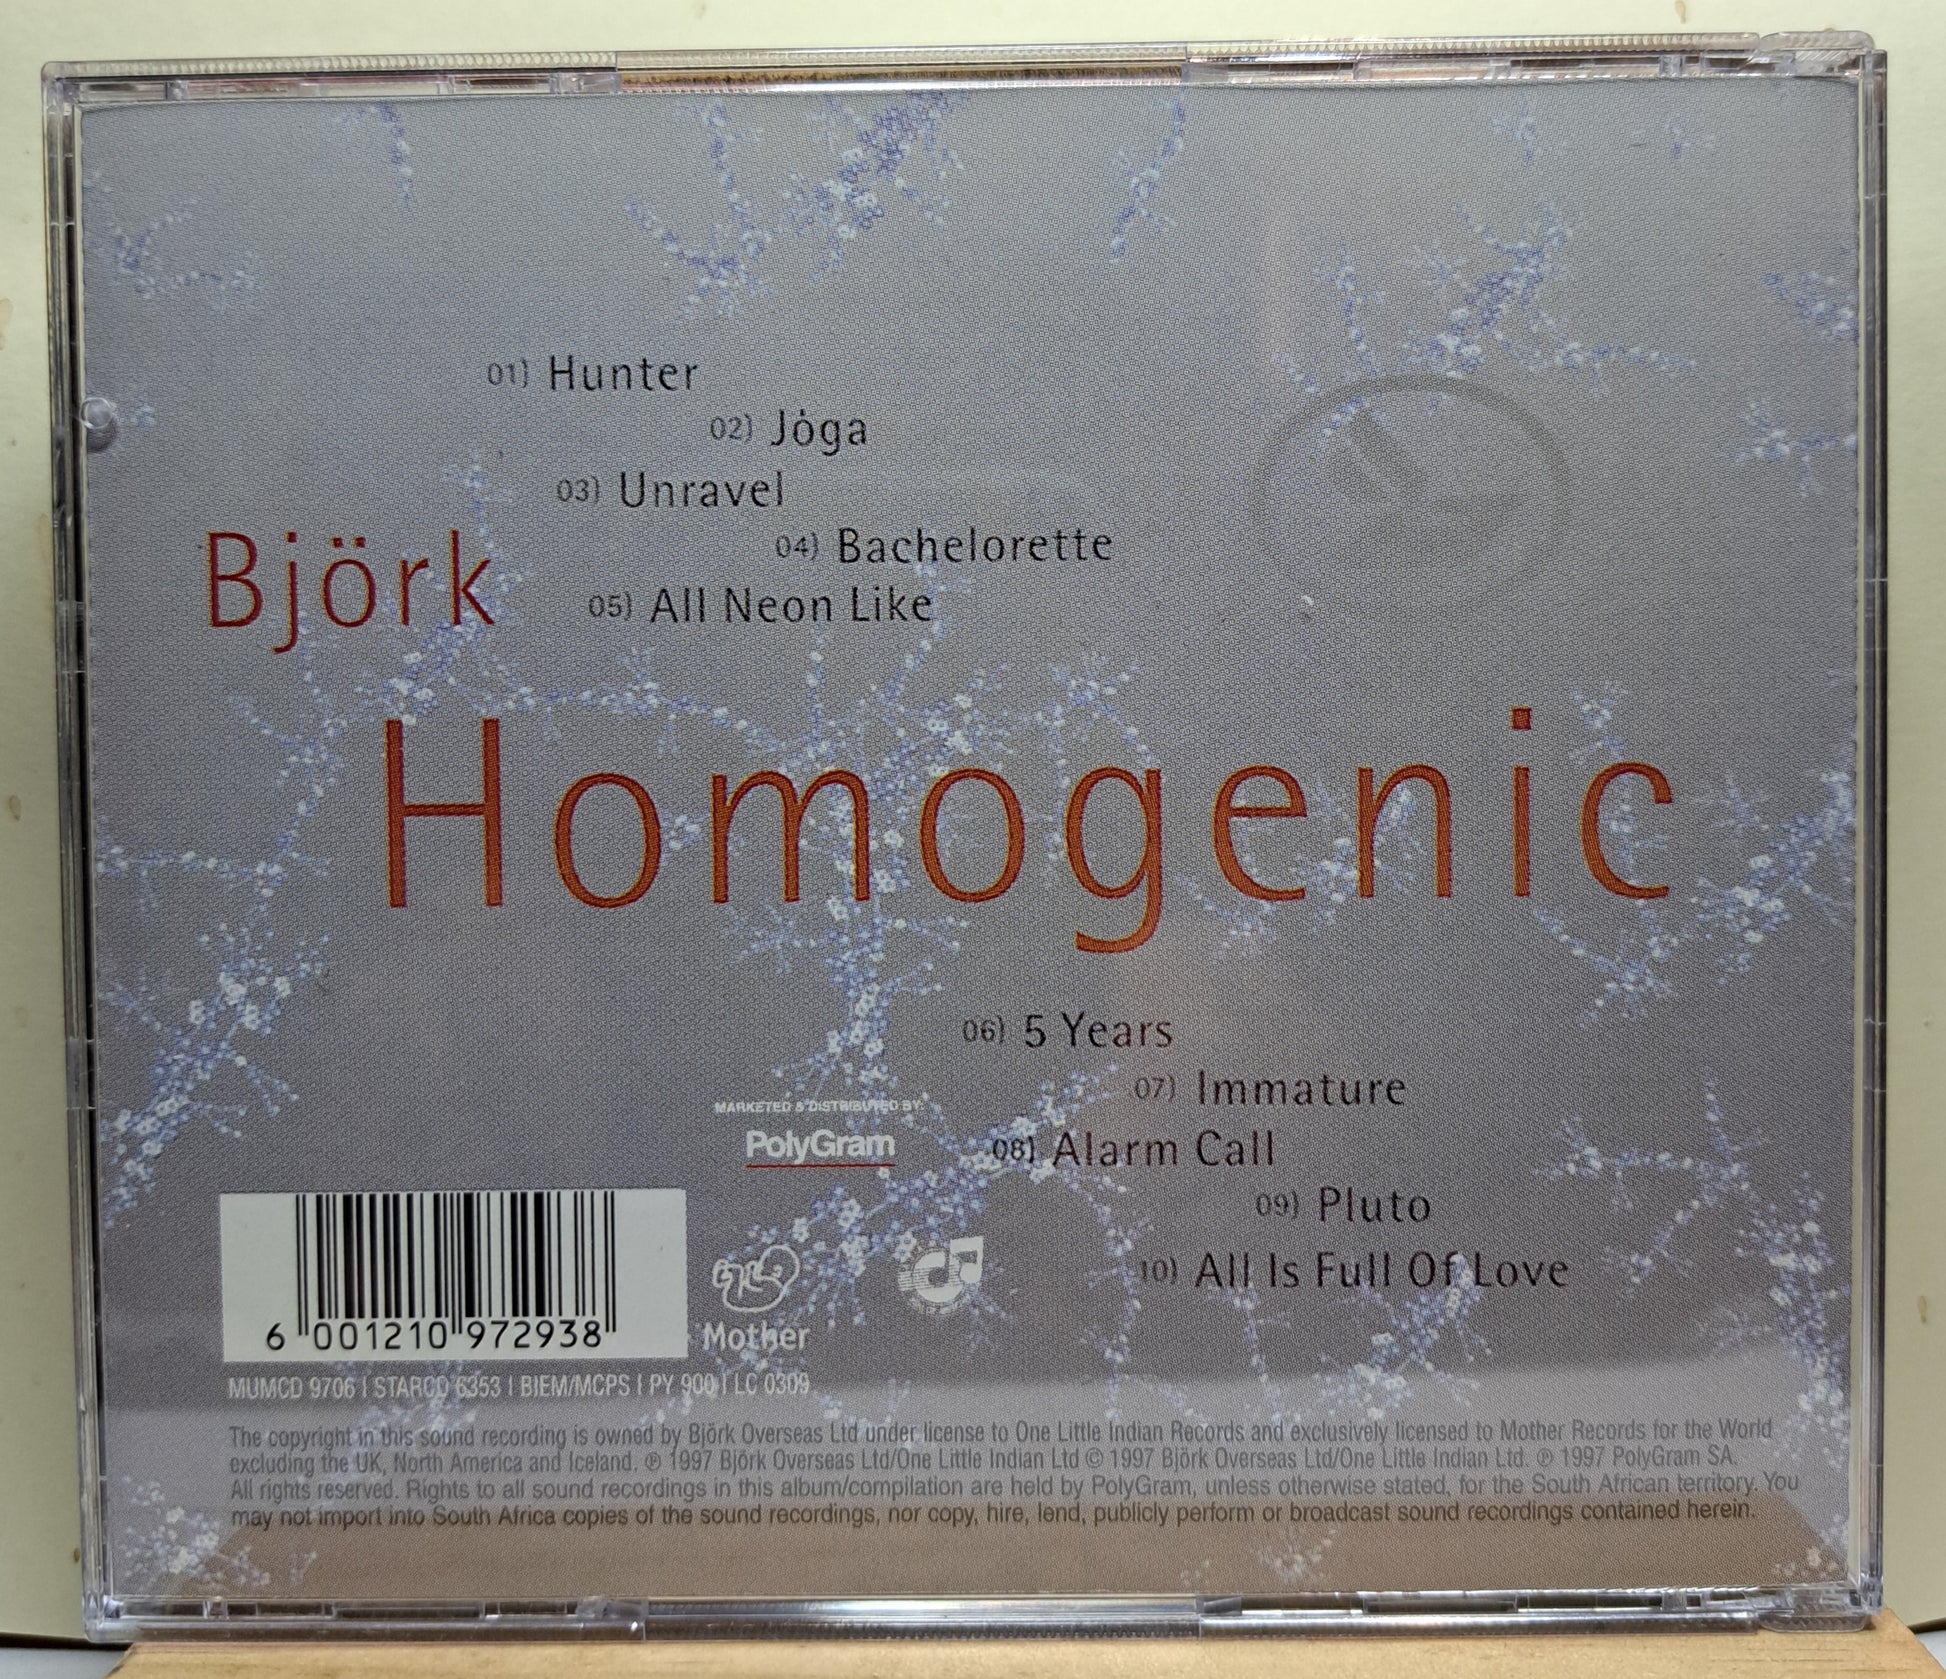 01) Hunter
02) Jóga
03) Unravel
04) Bachelorette
05) All Neon Like
Björk
Homogenic
06) 5 Years
07) Immature
08) Alarm Call
09) Pluto
10) All Is Full Of Love
MARKETED & DISTRIBUTED BY:
PolyGram
6 001210 972938
Mother
MUMCD 9706 | STARCD 6353 | BIEM/MCPS | PY 900 | LC 0309
The copyright in this sound recording is owned by Björk Overseas Ltd under license to One Little Indian Records and exclusively licensed to Mother Records for the World
excluding the UK, North America and Iceland. ℗ 1997 Björk Overseas Ltd/One Little Indian Ltd © 1997 Björk Overseas Ltd/One Little Indian Ltd. ℗ 1997 PolyGram SA.
All rights reserved. Rights to all sound recordings in this album/compilation are held by PolyGram, unless otherwise stated, for the South African territory. You
may not import into South Africa copies of the sound recordings, nor copy, hire, lend, publicly perform or broadcast sound recordings contained herein.